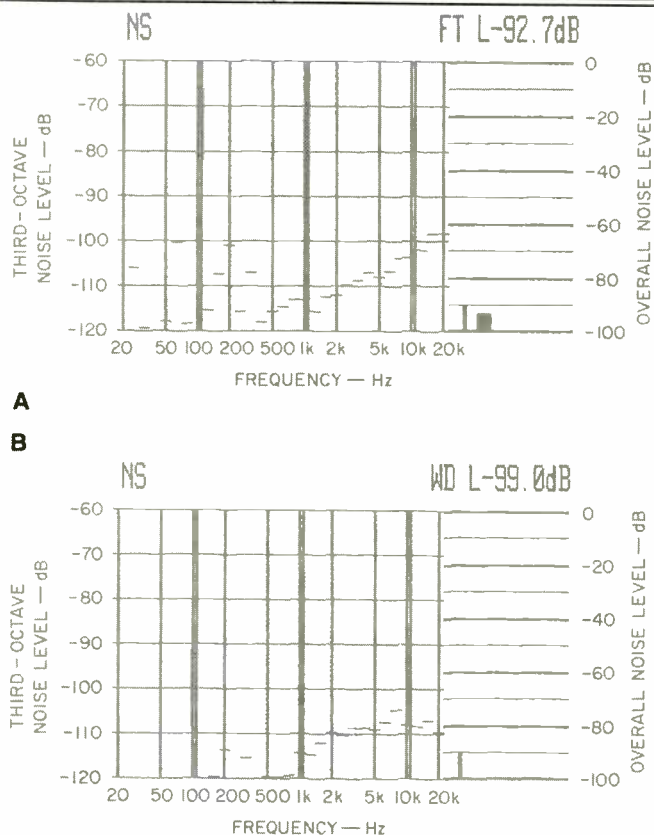 NS FT L-92.7dB
THIRD-OCTAVE
NOISE LEVEL — dB
-60
-70
-80
-90
-100
-110
-120
0
-20
-40
-60
-80
-100
OVERALL NOISE LEVEL — dB
20 50 100 200 500 1k 2k 5k 10k 20k
FREQUENCY — Hz
A
B
NS WD L-99.0dB
THIRD-OCTAVE
NOISE LEVEL — dB
-60
-70
-80
-90
-100
-110
-120
0
-20
-40
-60
-80
-100
OVERALL NOISE LEVEL — dB
20 50 100 200 500 1k 2k 5k 10k 20k
FREQUENCY — Hz